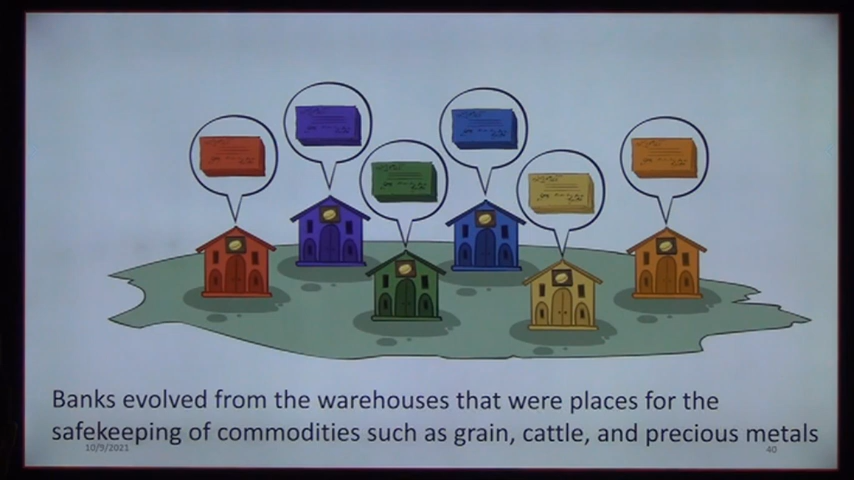 Banks evolved from the warehouses that were places for the
safekeeping of commodities such as grain, cattle, and precious metals
10/9/2021
40